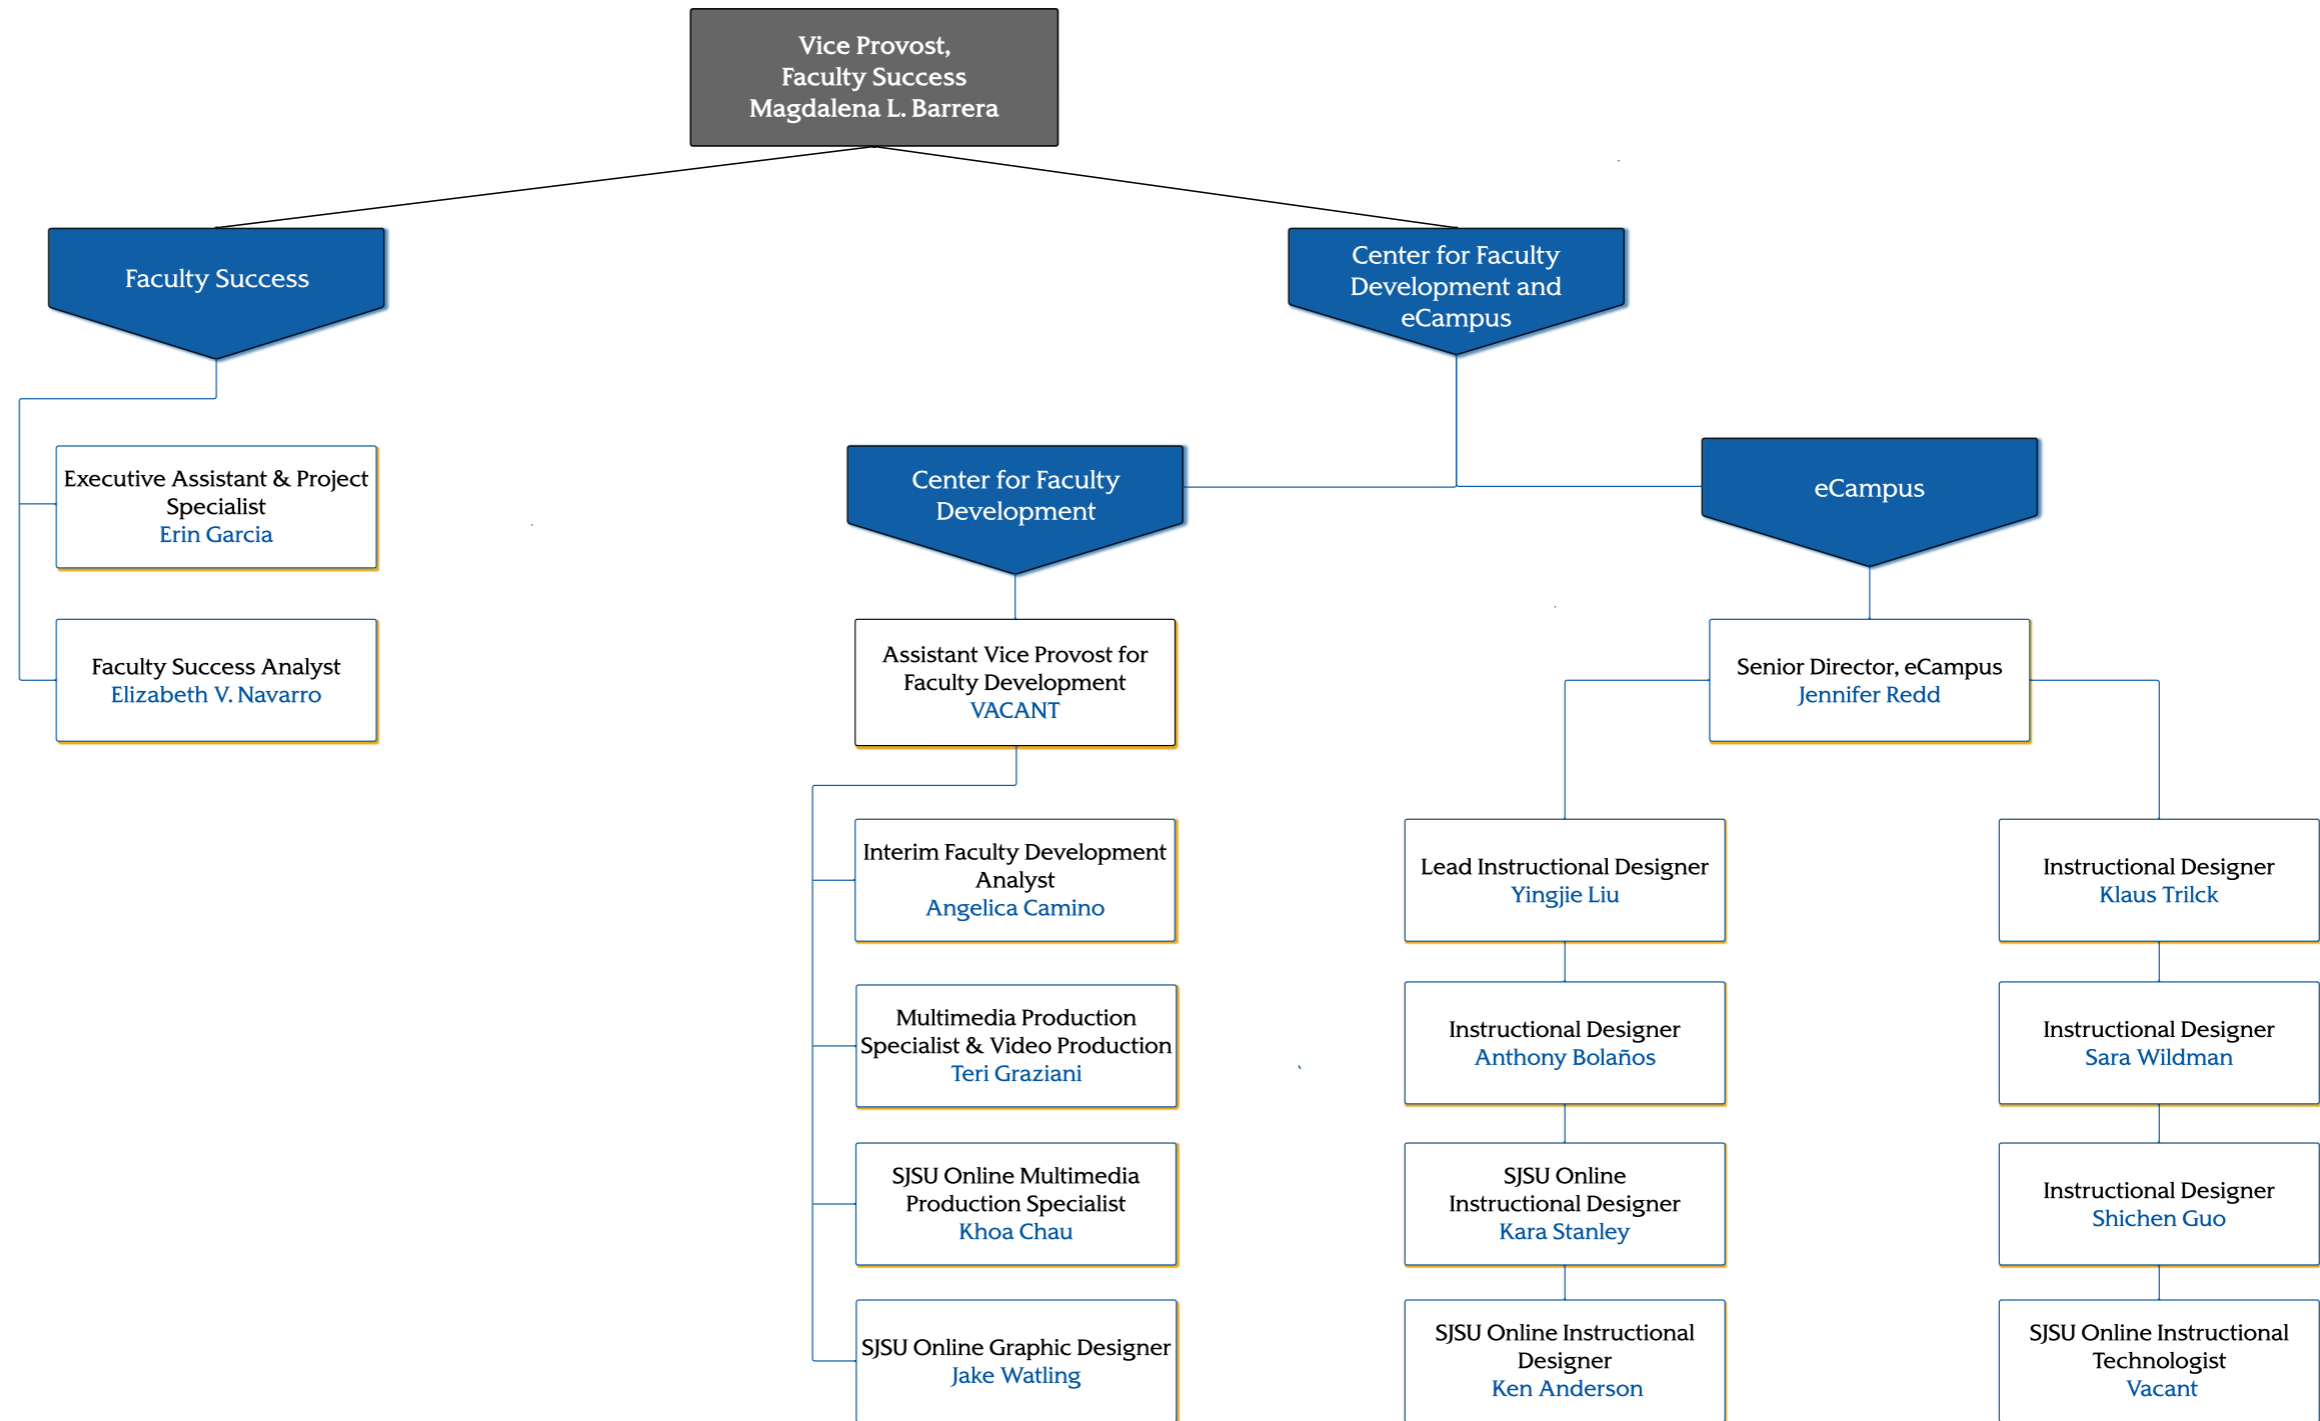 Vice Provost,
Faculty Success
Magdalena L. Barrera
Faculty Success
Center for Faculty
Development and
eCampus
Executive Assistant & Project
Specialist
Erin Garcia
Faculty Success Analyst
Elizabeth V. Navarro
Center for Faculty
Development
Assistant Vice Provost for
Faculty Development
VACANT
Interim Faculty Development
Analyst
Angelica Camino
Multimedia Production
Specialist & Video Production
Teri Graziani
SJSU Online Multimedia
Production Specialist
Khoa Chau
SJSU Online Graphic Designer
Jake Watling
eCampus
Senior Director, eCampus
Jennifer Redd
Lead Instructional Designer
Yingjie Liu
Instructional Designer
Anthony Bolaños
SJSU Online
Instructional Designer
Kara Stanley
SJSU Online Instructional
Designer
Ken Anderson
Instructional Designer
Klaus Trilck
Instructional Designer
Sara Wildman
Instructional Designer
Shichen Guo
SJSU Online Instructional
Technologist
Vacant